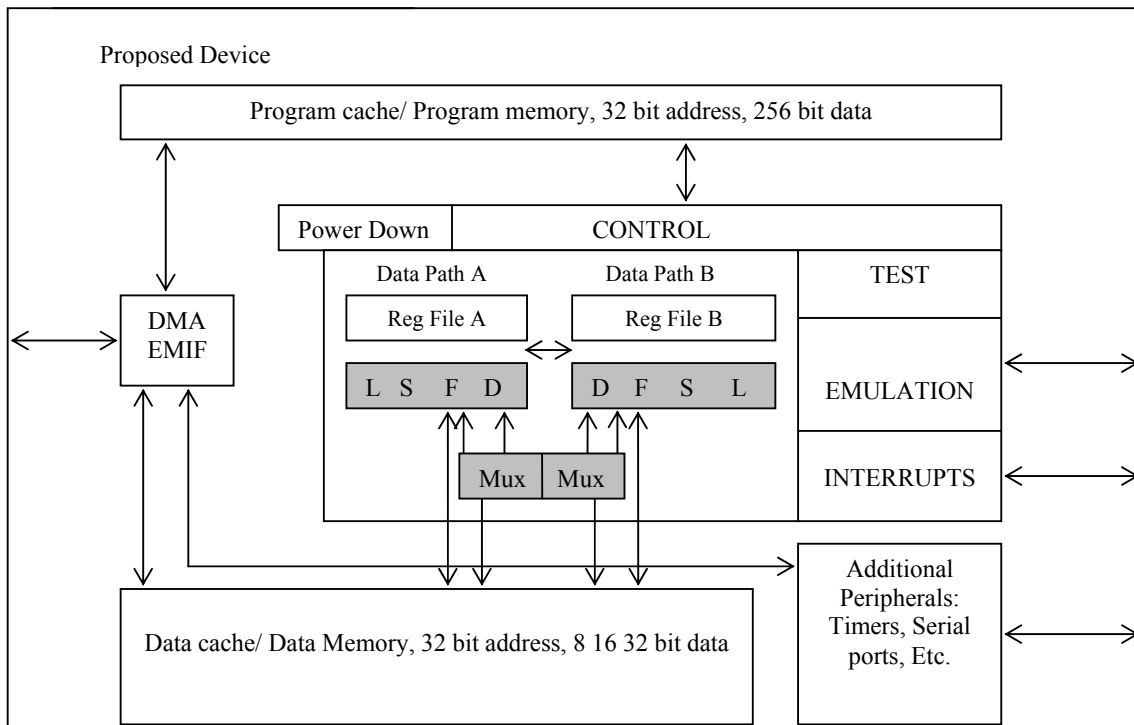 Proposed Device
Program cache/ Program memory, 32 bit address, 256 bit data
Power Down
CONTROL
Data Path A
Data Path B
TEST
Reg File A
Reg File B
DMA
EMIF
L S F D
D F S L
EMULATION
Mux
Mux
INTERRUPTS
Additional
Peripherals:
Timers, Serial
ports, Etc.
Data cache/ Data Memory, 32 bit address, 8 16 32 bit data